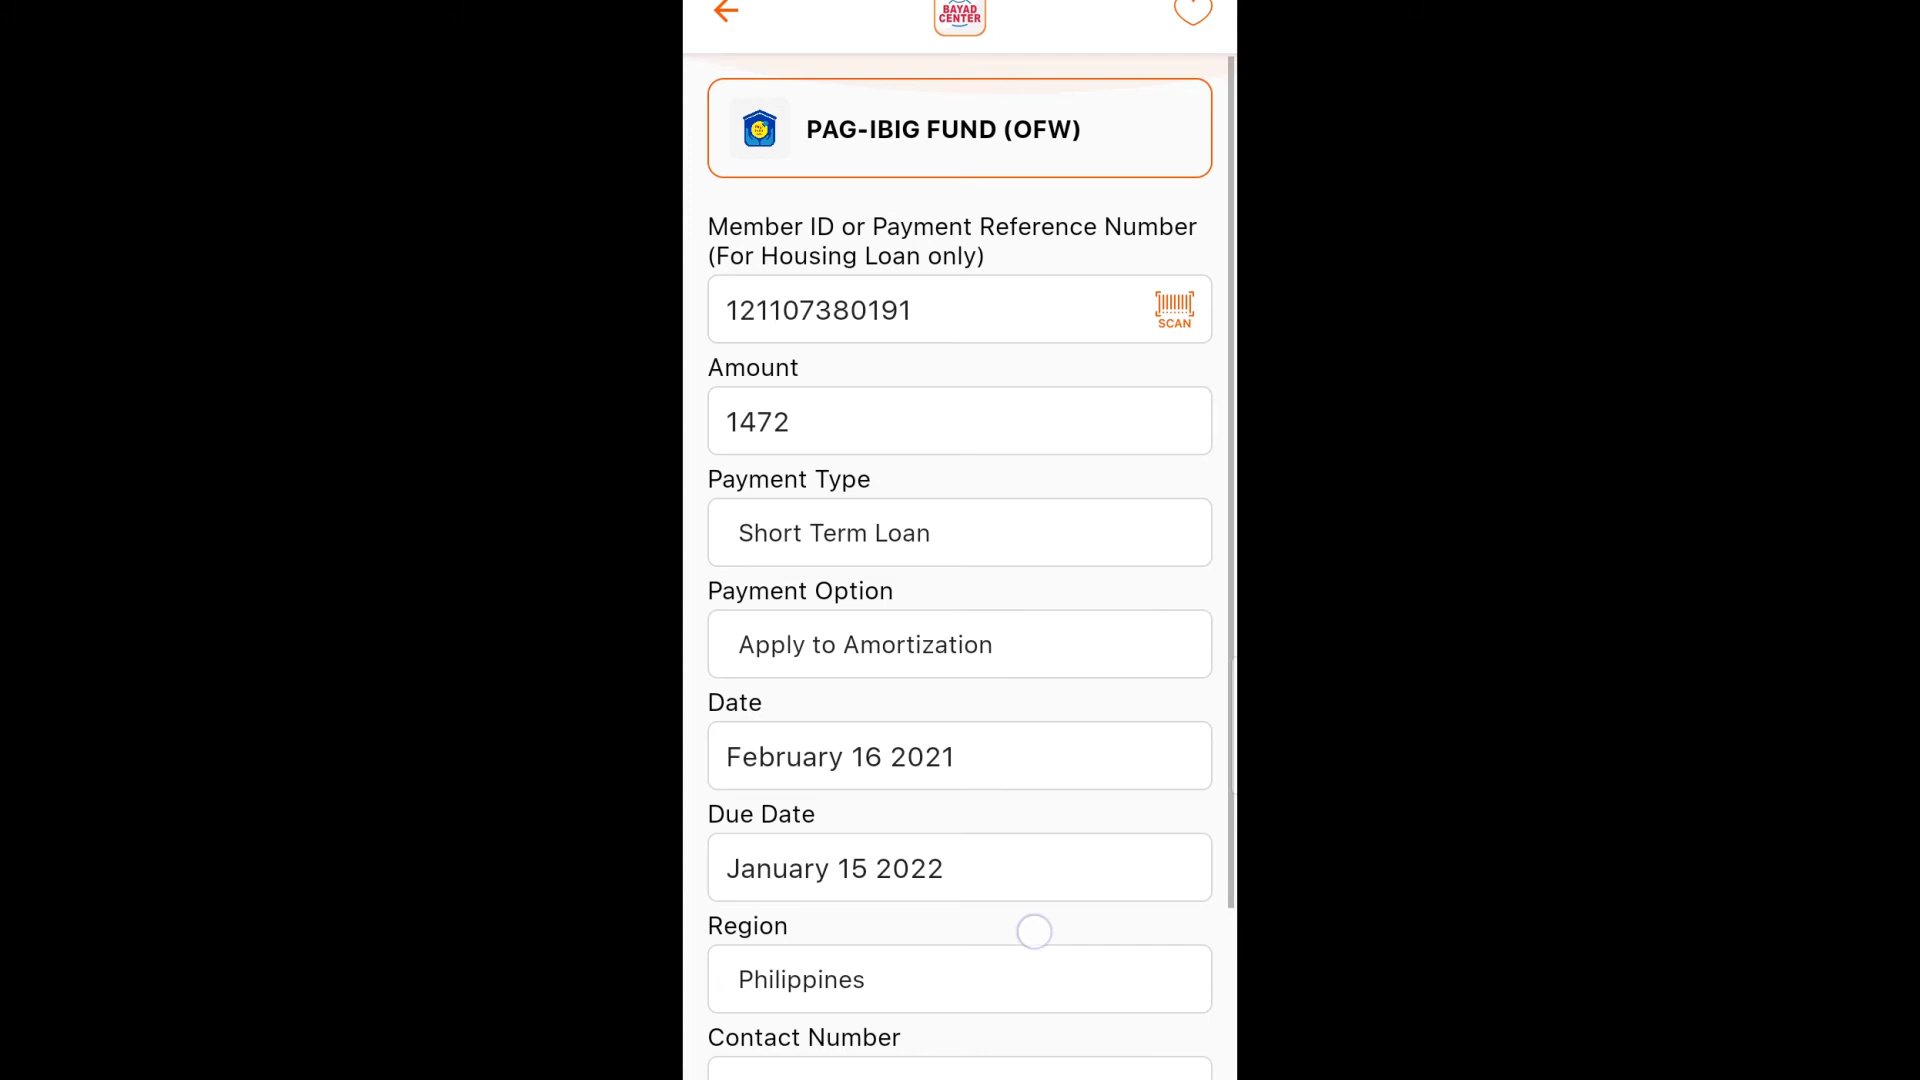 BAYAD
CENTER
PAG-IBIG FUND (OFW)
Member ID or Payment Reference Number
(For Housing Loan only)
121107380191
SCAN
Amount
1472
Payment Type
Short Term Loan
Payment Option
Apply to Amortization
Date
February 16 2021
Due Date
January 15 2022
Region
Philippines
Contact Number